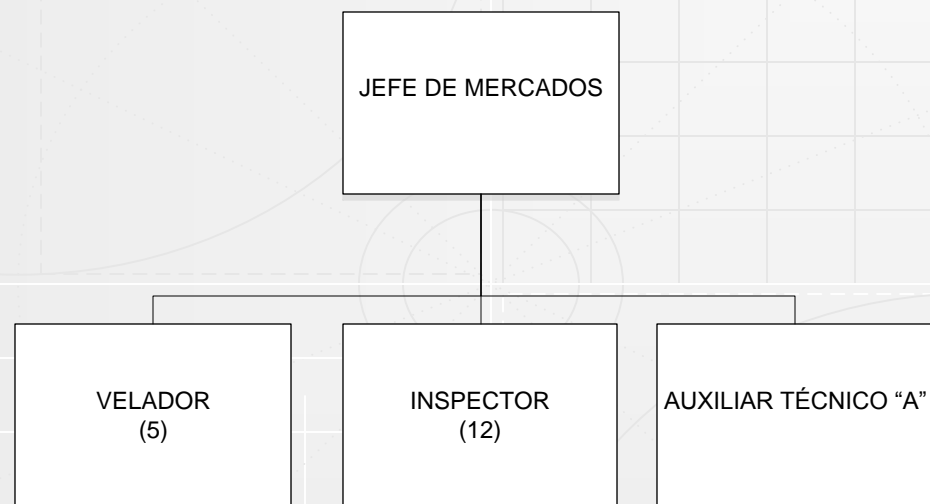 JEFE DE MERCADOS
VELADOR
(5)
INSPECTOR
(12)
AUXILIAR TÉCNICO “A”